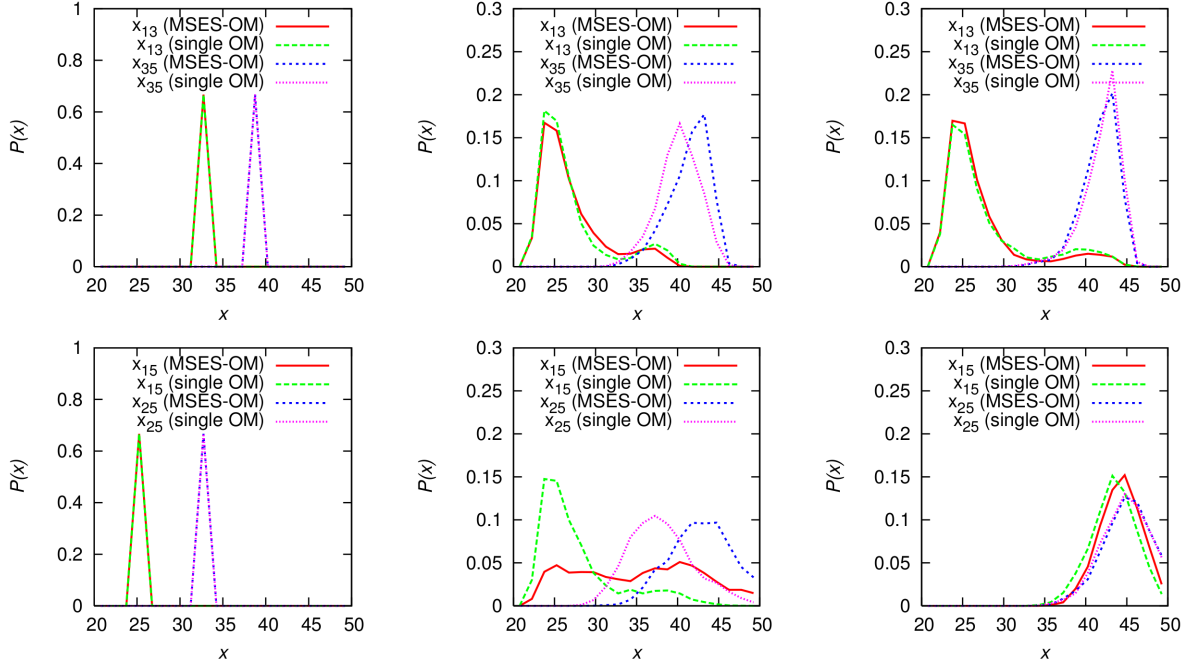 x13 (MSES-OM)
x13 (single OM)
x35 (MSES-OM)
x35 (single OM)
P(x)
1
0.8
0.6
0.4
0.2
0
20 25 30 35 40 45 50
x
x13 (MSES-OM)
x13 (single OM)
x35 (MSES-OM)
x35 (single OM)
P(x)
0.3
0.25
0.2
0.15
0.1
0.05
0
20 25 30 35 40 45 50
x
x13 (MSES-OM)
x13 (single OM)
x35 (MSES-OM)
x35 (single OM)
P(x)
0.3
0.25
0.2
0.15
0.1
0.05
0
20 25 30 35 40 45 50
x
x15 (MSES-OM)
x15 (single OM)
x25 (MSES-OM)
x25 (single OM)
P(x)
1
0.8
0.6
0.4
0.2
0
20 25 30 35 40 45 50
x
x15 (MSES-OM)
x15 (single OM)
x25 (MSES-OM)
x25 (single OM)
P(x)
0.3
0.25
0.2
0.15
0.1
0.05
0
20 25 30 35 40 45 50
x
x15 (MSES-OM)
x15 (single OM)
x25 (MSES-OM)
x25 (single OM)
P(x)
0.3
0.25
0.2
0.15
0.1
0.05
0
20 25 30 35 40 45 50
x